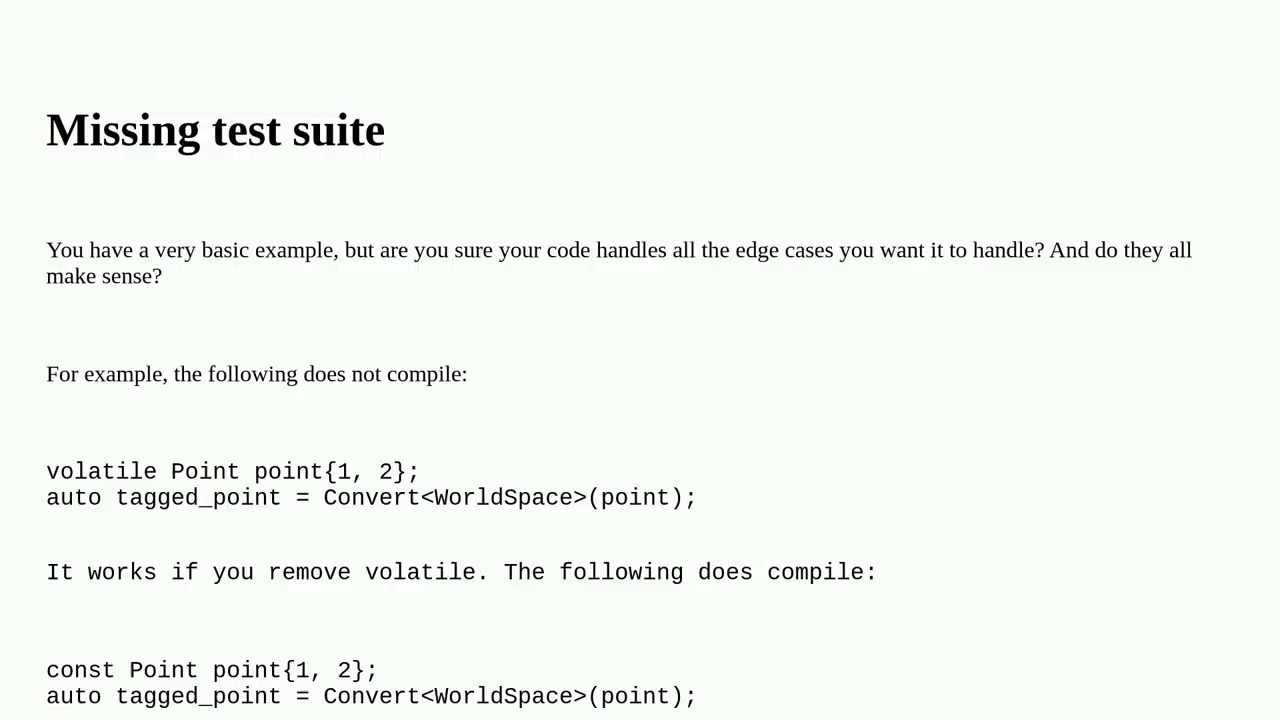 Missing test suite
You have a very basic example, but are you sure your code handles all the edge cases you want it to handle? And do they all
make sense?
For example, the following does not compile:
volatile Point point{1, 2};
auto tagged_point = Convert<WorldSpace>(point);
It works if you remove volatile. The following does compile:
const Point point{1, 2};
auto tagged_point = Convert<WorldSpace>(point);